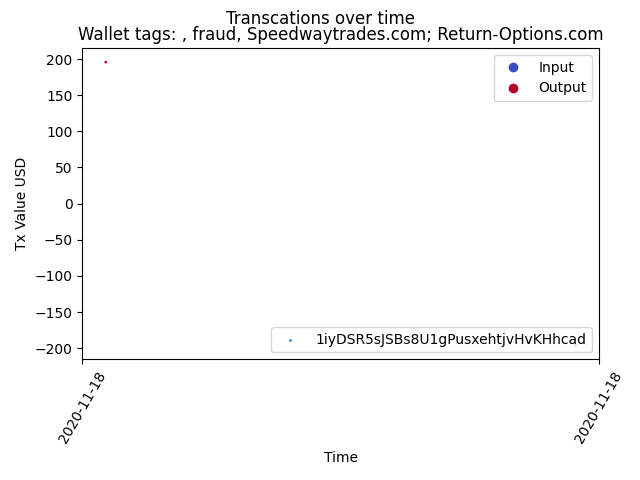 Transcations over time
Wallet tags: , fraud, Speedwaytrades.com; Return-Options.com
Input
Output
200
150
100
50
0
−50
−100
−150
−200
Tx Value USD
1iyDSR5sJSBs8U1gPusxehtjvHvKHhcad
2020-11-18
2020-11-18
Time